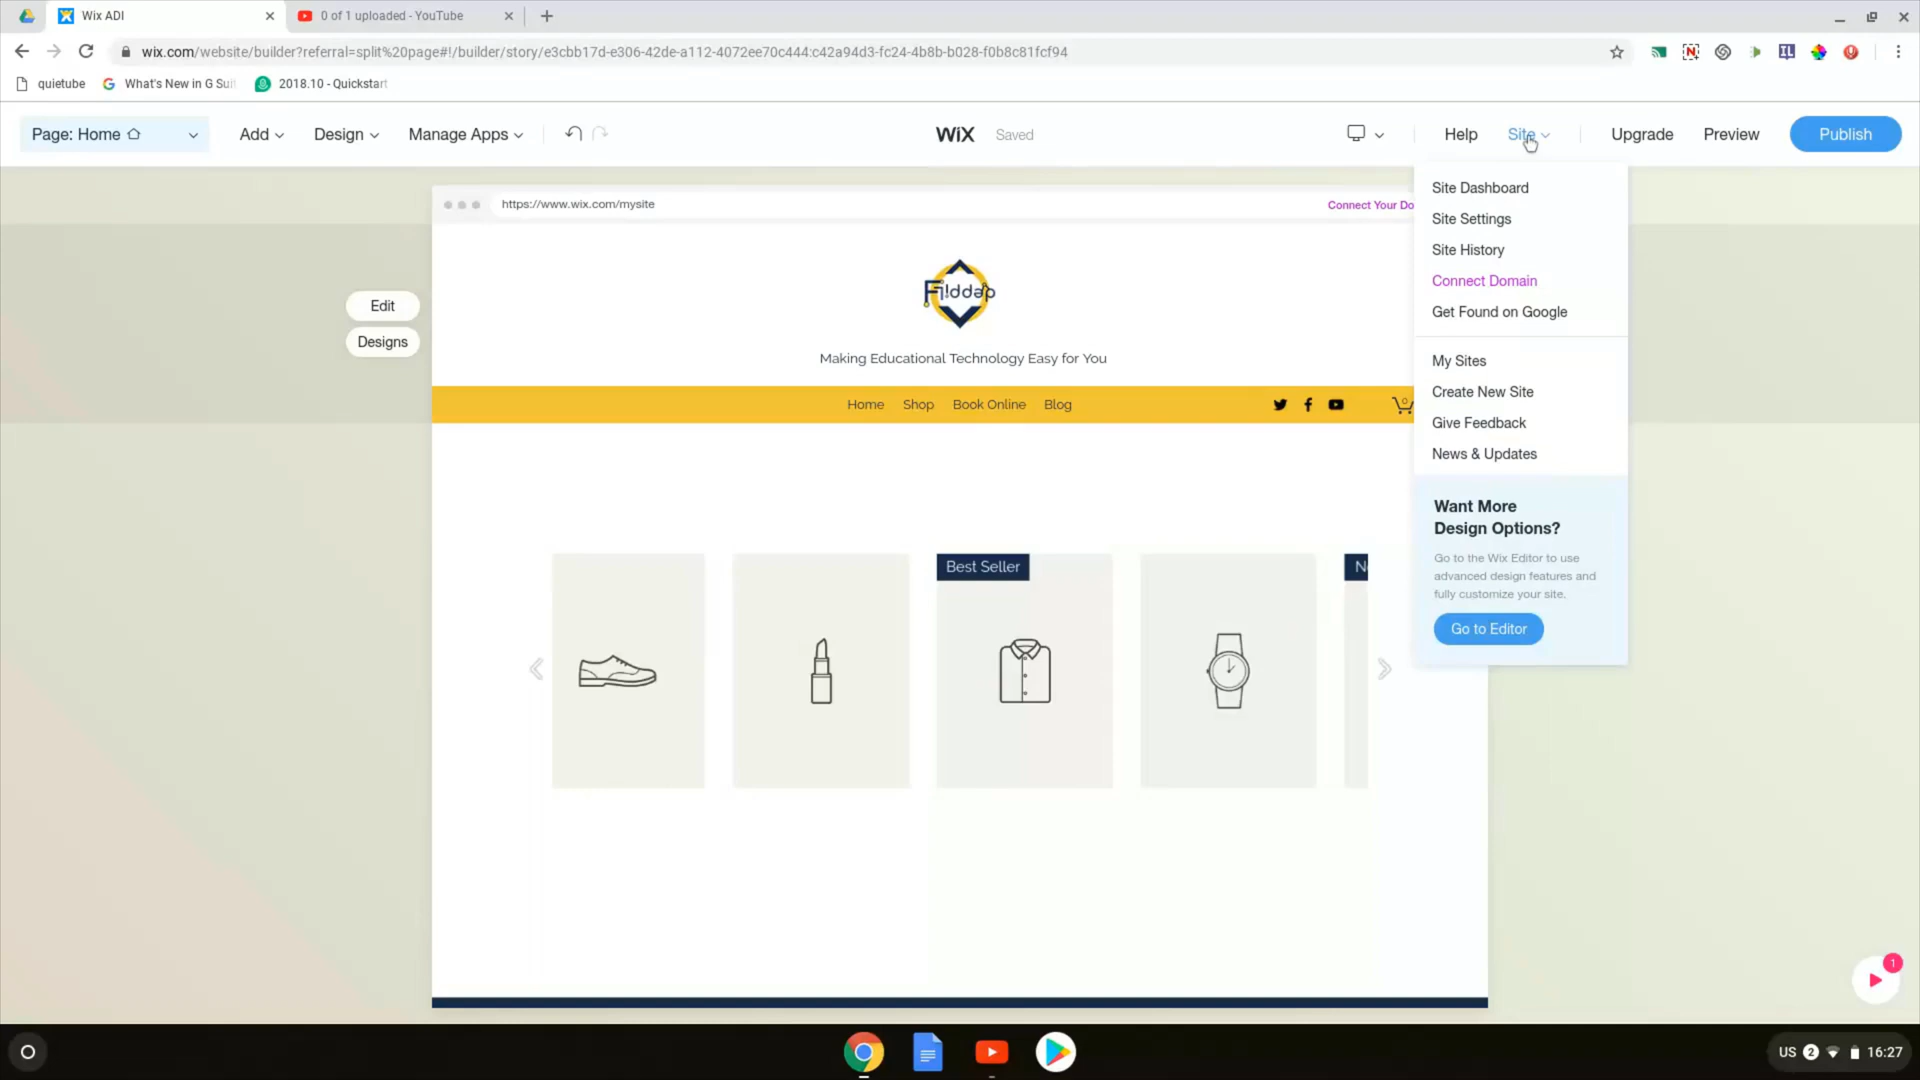 Wix ADI
0 of 1 uploaded - YouTube
wix.com/website/builder?referral=split%20page#!/builder/story/e3cbb17d-e306-42de-a112-4072ee70c444:c42a94d3-fc24-4b8b-b028-f0b8c81fcf94
quietube
What's New in G Sui
2018.10 - Quickstart
Page: Home
Add
Design
Manage Apps
WiX
Saved
Help
Site
Upgrade
Preview
Publish
https://www.wix.com/mysite
Connect Your Do
Site Dashboard
Site Settings
Site History
Connect Domain
Get Found on Google
My Sites
Create New Site
Give Feedback
News & Updates
Want More
Design Options?
Go to the Wix Editor to use
advanced design features and
fully customize your site.
Go to Editor
Edit
Designs
Making Educational Technology Easy for You
Home
Shop
Book Online
Blog
0
Best Seller
1
US
2
16:27